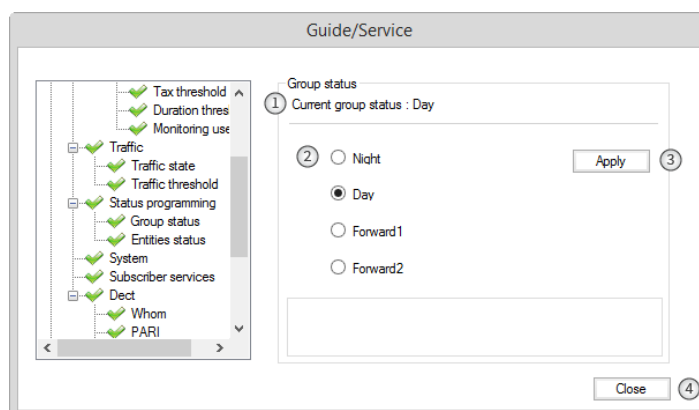 Guide/Service
Tax threshold
Duration thres
Monitoring use
Traffic
Traffic state
Traffic threshold
Status programming
Group status
Entities status
System
Subscriber services
Dect
Whom
PARI
Group status
1 Current group status : Day
2 Night
Apply 3
Day
Forward1
Forward2
Close 4